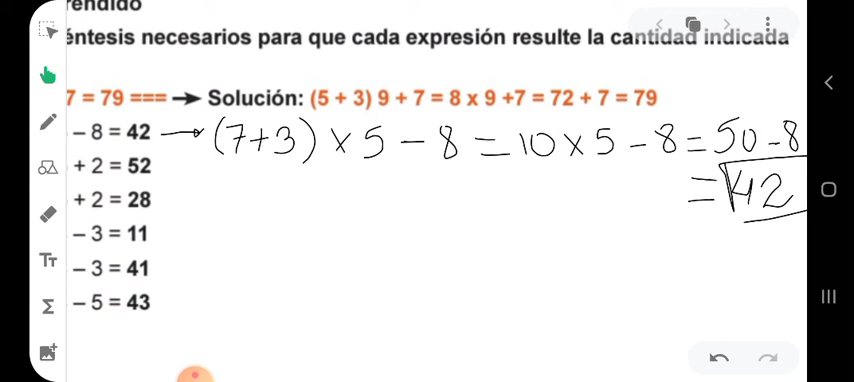 rendido
éntesis necesarios para que cada expresión resulte la cantidad indicada
7 = 79 === → Solución: (5 + 3) 9 + 7 = 8 x 9 +7 = 72 + 7 = 79
– 8 = 42 → (7+3) × 5 – 8 = 10 × 5 – 8 = 50 – 8
= 42
+ 2 = 52
+ 2 = 28
– 3 = 11
– 3 = 41
– 5 = 43